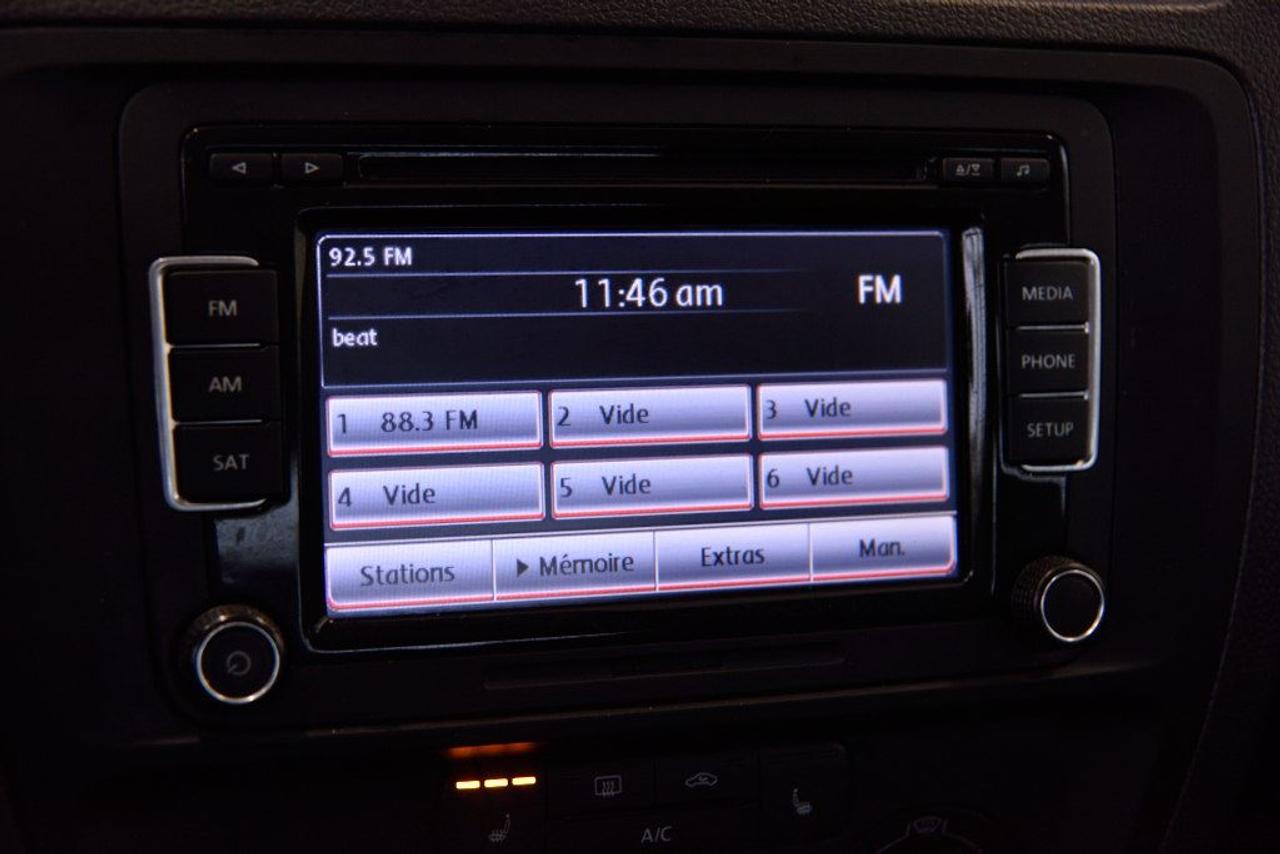 92.5 FM
11:46 am
FM
beat
FM
AM
SAT
MEDIA
PHONE
SETUP
1 88.3 FM
2 Vide
3 Vide
4 Vide
5 Vide
6 Vide
Stations
Mémoire
Extras
Man.
A/C